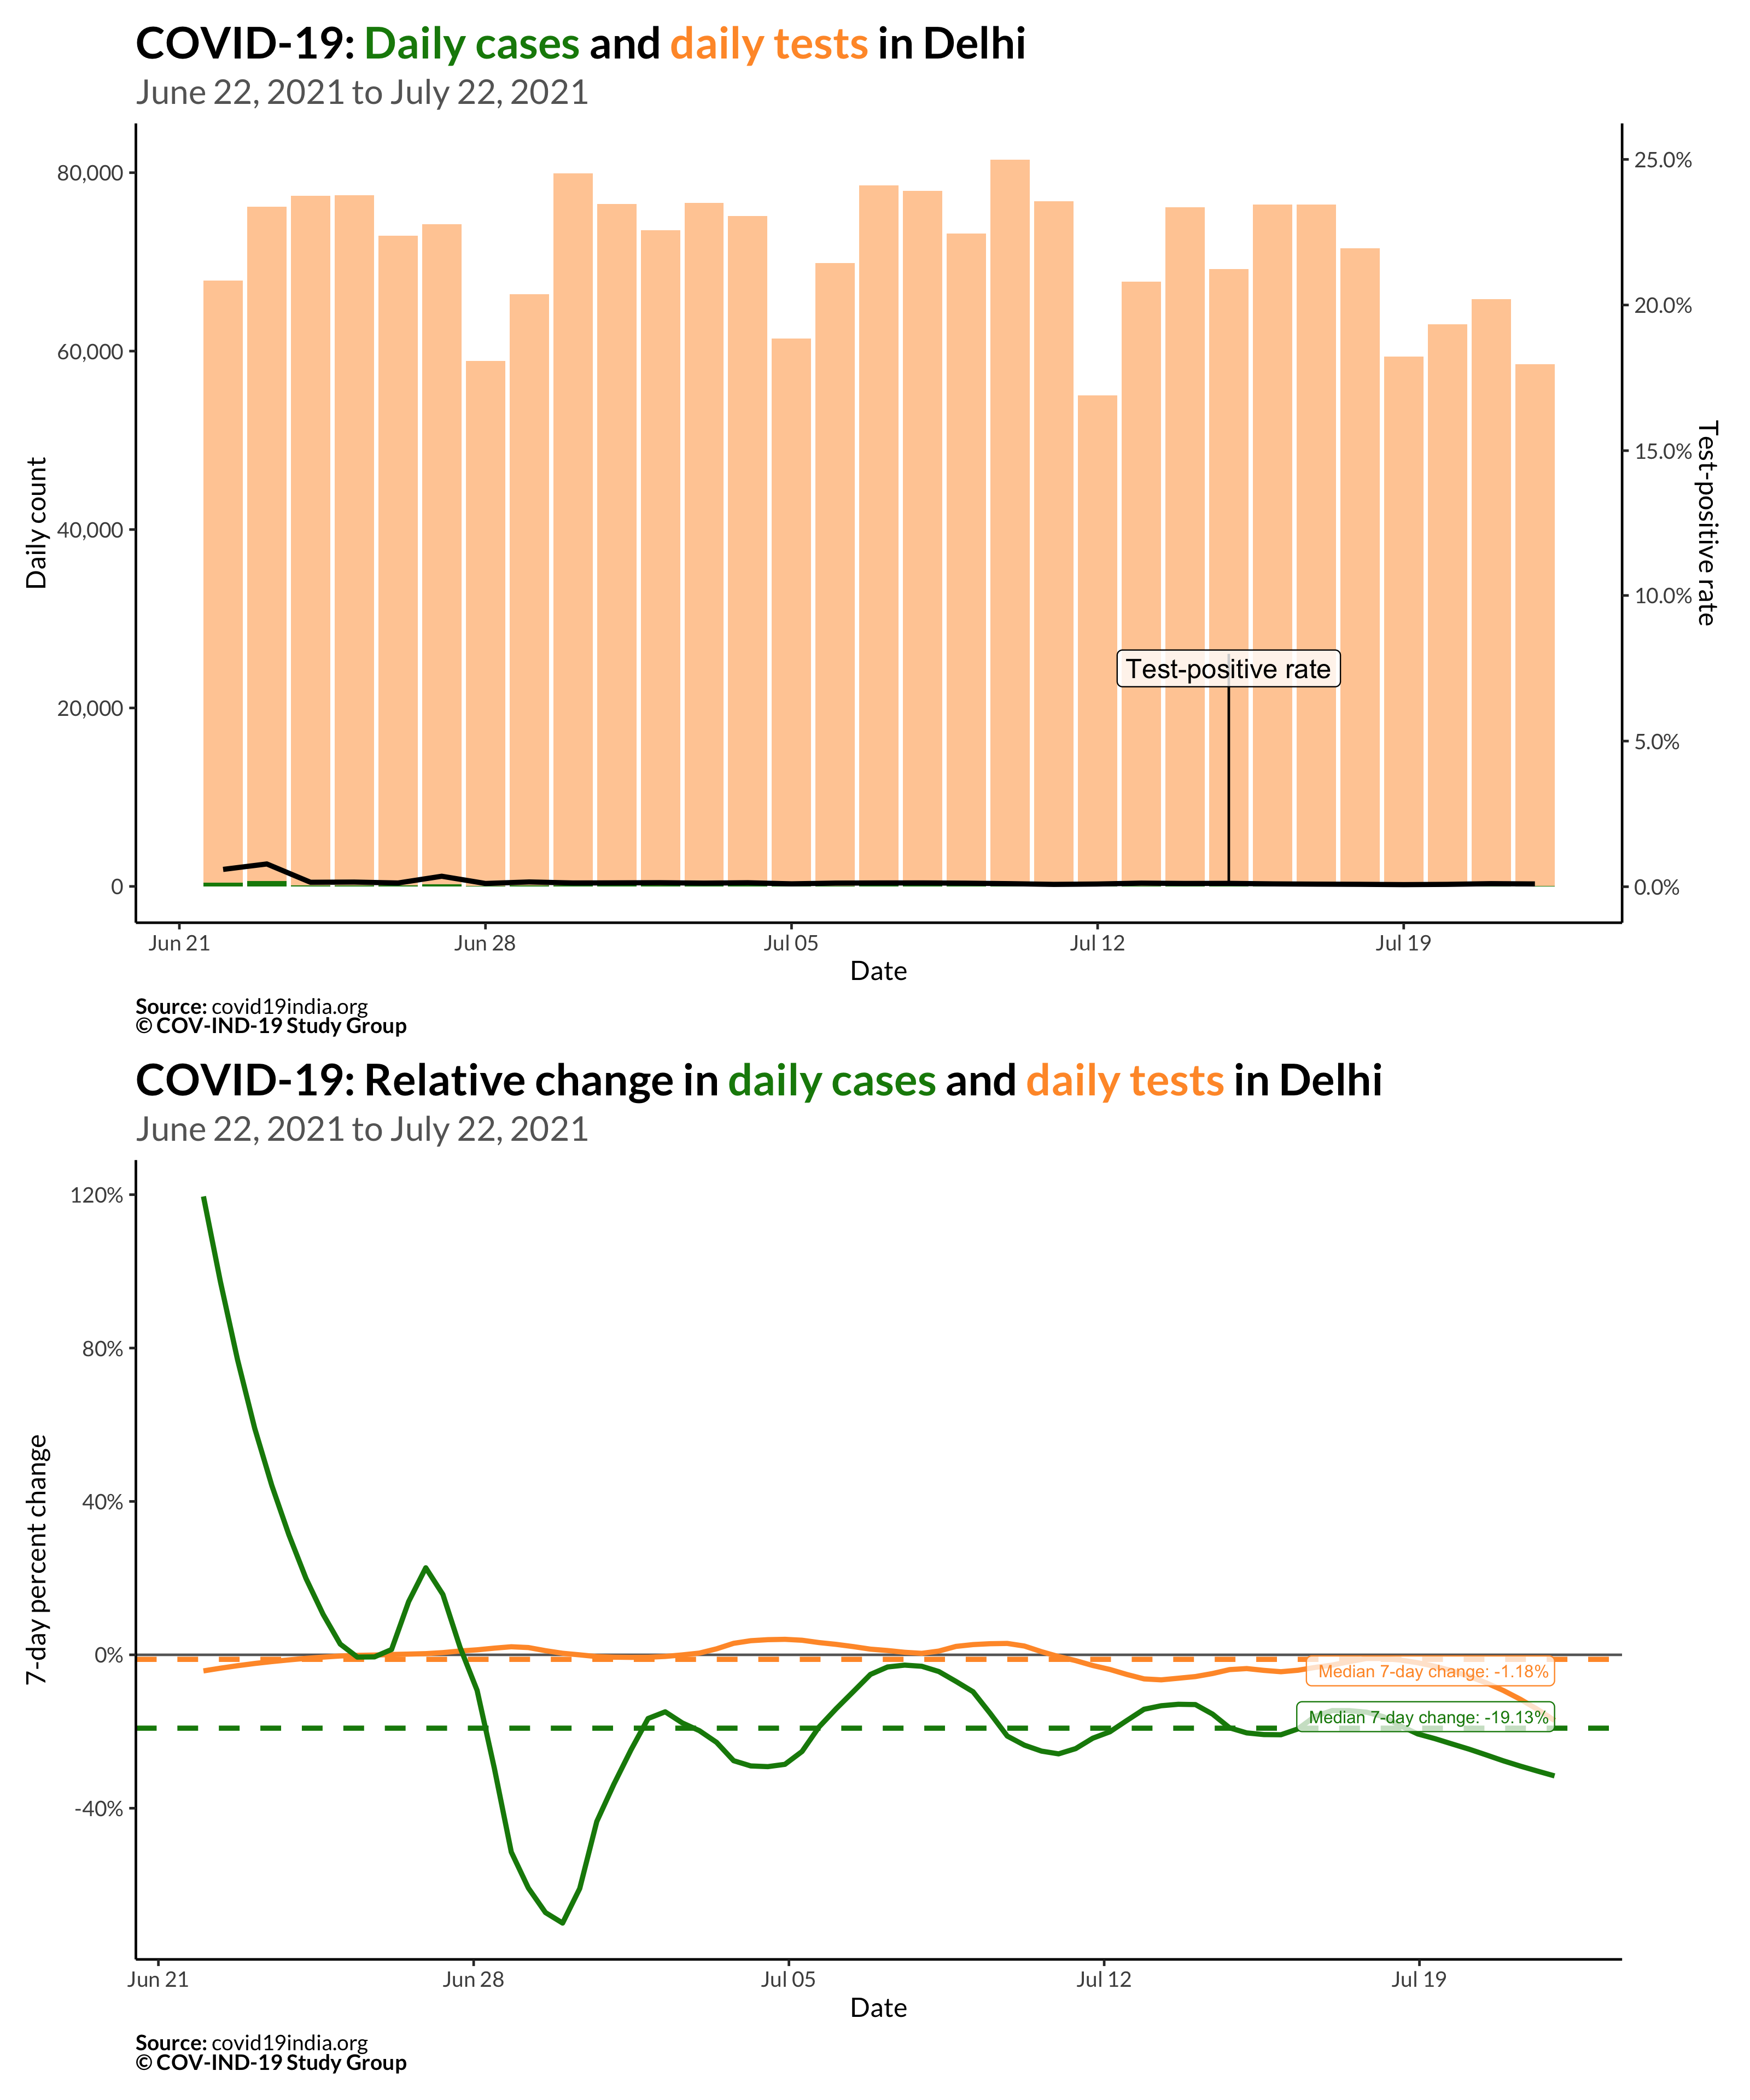 COVID-19: Daily cases and daily tests in Delhi
June 22, 2021 to July 22, 2021
Daily count
80,000
60,000
40,000
20,000
0
25.0%
20.0%
15.0%
10.0%
5.0%
0.0%
Test-positive rate
Test-positive rate
Jun 21
Jun 28
Jul 05
Jul 12
Jul 19
Date
Source: covid19india.org
© COV-IND-19 Study Group
COVID-19: Relative change in daily cases and daily tests in Delhi
June 22, 2021 to July 22, 2021
7-day percent change
120%
80%
40%
0%
-40%
Median 7-day change: -1.18%
Median 7-day change: -19.13%
Jun 21
Jun 28
Jul 05
Jul 12
Jul 19
Date
Source: covid19india.org
© COV-IND-19 Study Group